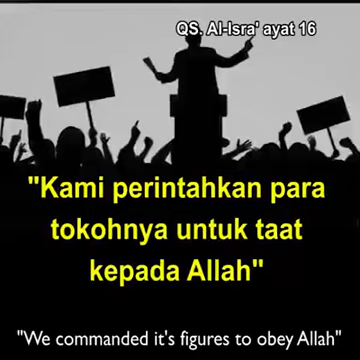 QS. Al-Isra' ayat 16
"Kami perintahkan para
tokohnya untuk taat
kepada Allah"
"We commanded it's figures to obey Allah"